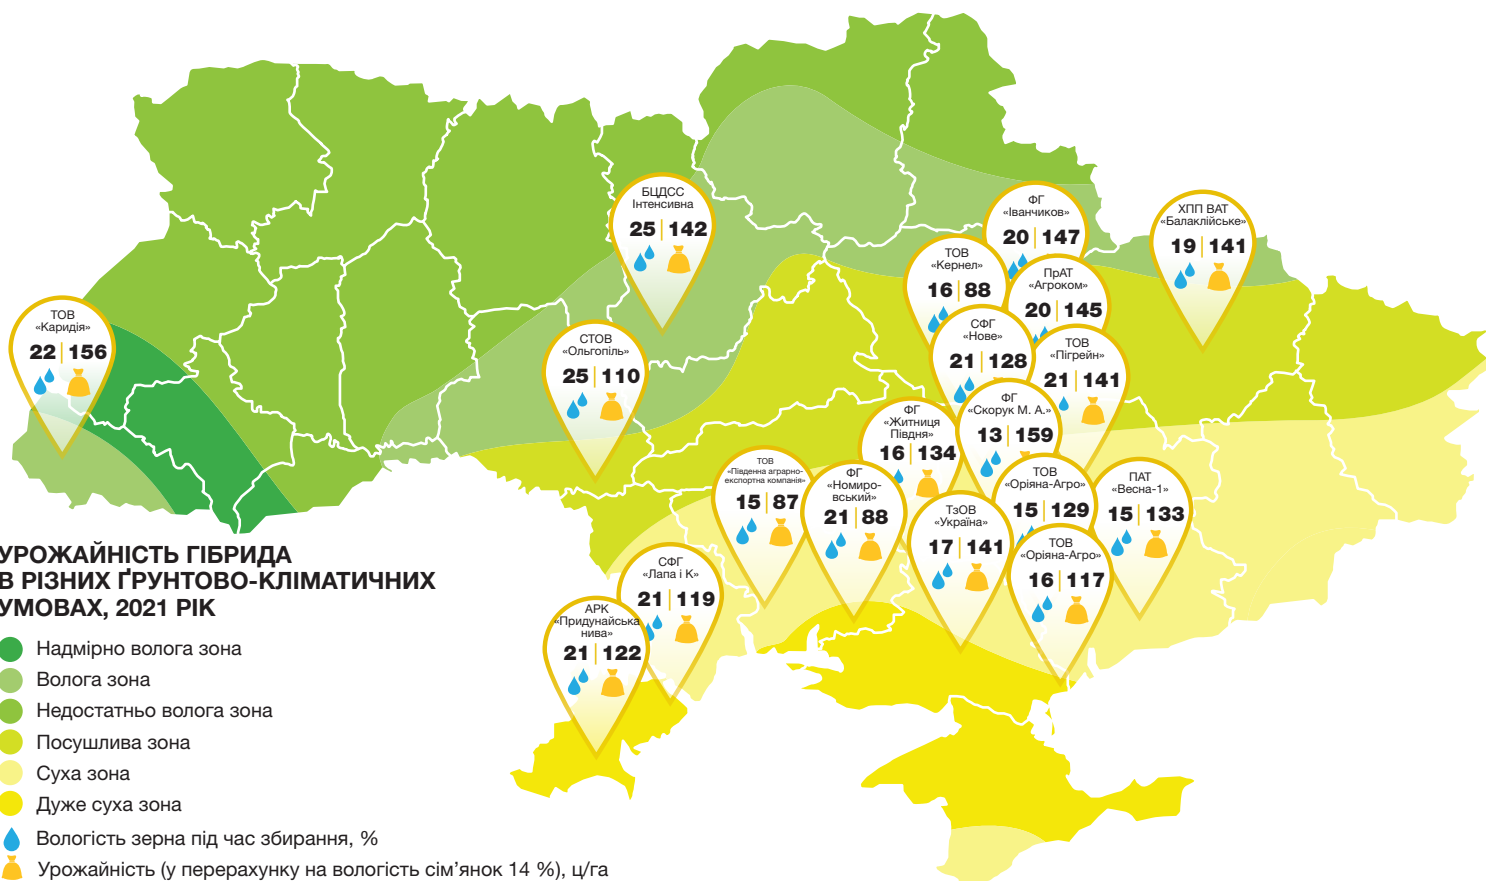 БЦДСС
Інтенсивна
25 | 142
ФГ
«Іванчиков»
20 | 147
ХПП ВАТ
«Балаклійське»
19 | 141
ТОВ
«Кернел»
16 | 88
ПрАТ
«Агроком»
20 | 145
ТОВ
«Каридія»
22 | 156
СТОВ
«Ольгопіль»
25 | 110
СФГ
«Нове»
21 | 128
ТОВ
«Пігрейн»
21 | 141
ФГ
«Скорук М. А.»
13 | 159
ФГ
«Житниця
Півдня»
16 | 134
ТОВ
«Південна аграрно-
експортна компанія»
15 | 87
ФГ
«Номиро-
вський»
21 | 88
ТОВ
«Оріяна-Агро»
15 | 129
ПАТ
«Весна-1»
15 | 133
ТзОВ
«Україна»
17 | 141
ТОВ
«Оріяна-Агро»
16 | 117
СФГ
«Лапа і К»
21 | 119
АРК
«Придунайська
нива»
21 | 122
УРОЖАЙНІСТЬ ГІБРИДА
В РІЗНИХ ҐРУНТОВО-КЛІМАТИЧНИХ
УМОВАХ, 2021 РІК
Надмірно волога зона
Волога зона
Недостатньо волога зона
Посушлива зона
Суха зона
Дуже суха зона
Вологість зерна під час збирання, %
Урожайність (у перерахунку на вологість сім’янок 14 %), ц/га